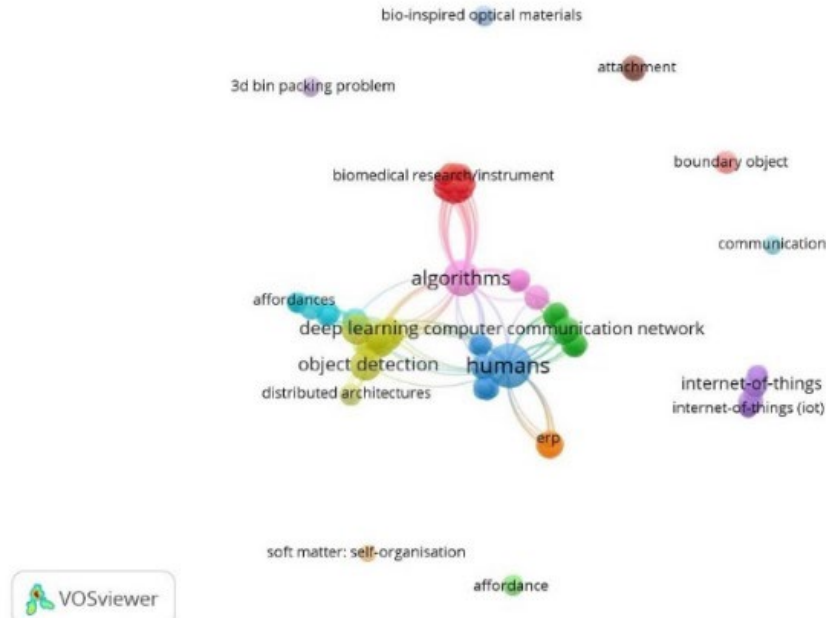 bio-inspired optical materials
attachment
3d bin packing problem
boundary object
biomedical research/instrument
communication
algorithms
affordances
deep learning computer communication network
object detection
humans
internet-of-things
distributed architectures
internet-of-things (iot)
erp
soft matter: self-organisation
affordance
VOSviewer